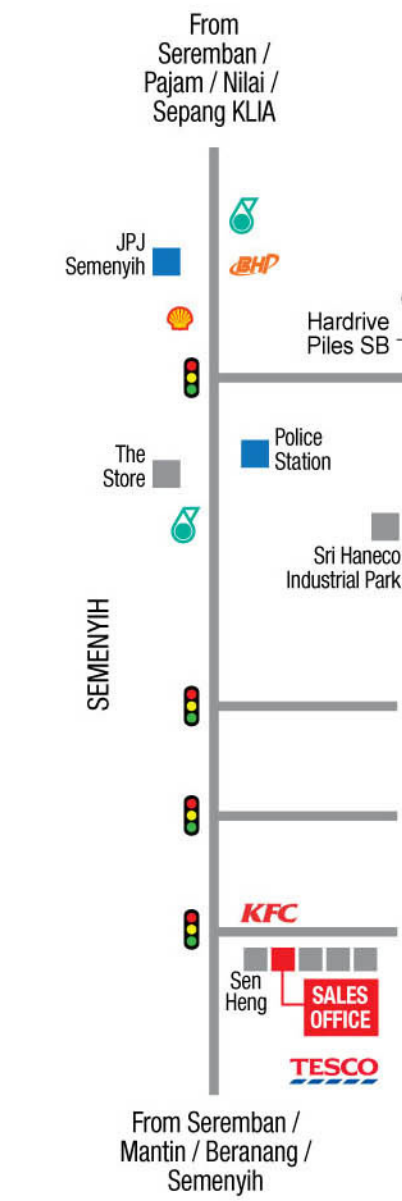 From
Seremban /
Pajam / Nilai /
Sepang KLIA
JPJ
Semenyih
BHP
Hardrive
Piles SB
Police
Station
The
Store
Sri Haneco
Industrial Park
SEMENYIH
KFC
Sen
Heng
SALES
OFFICE
TESCO
From Seremban /
Mantin / Beranang /
Semenyih